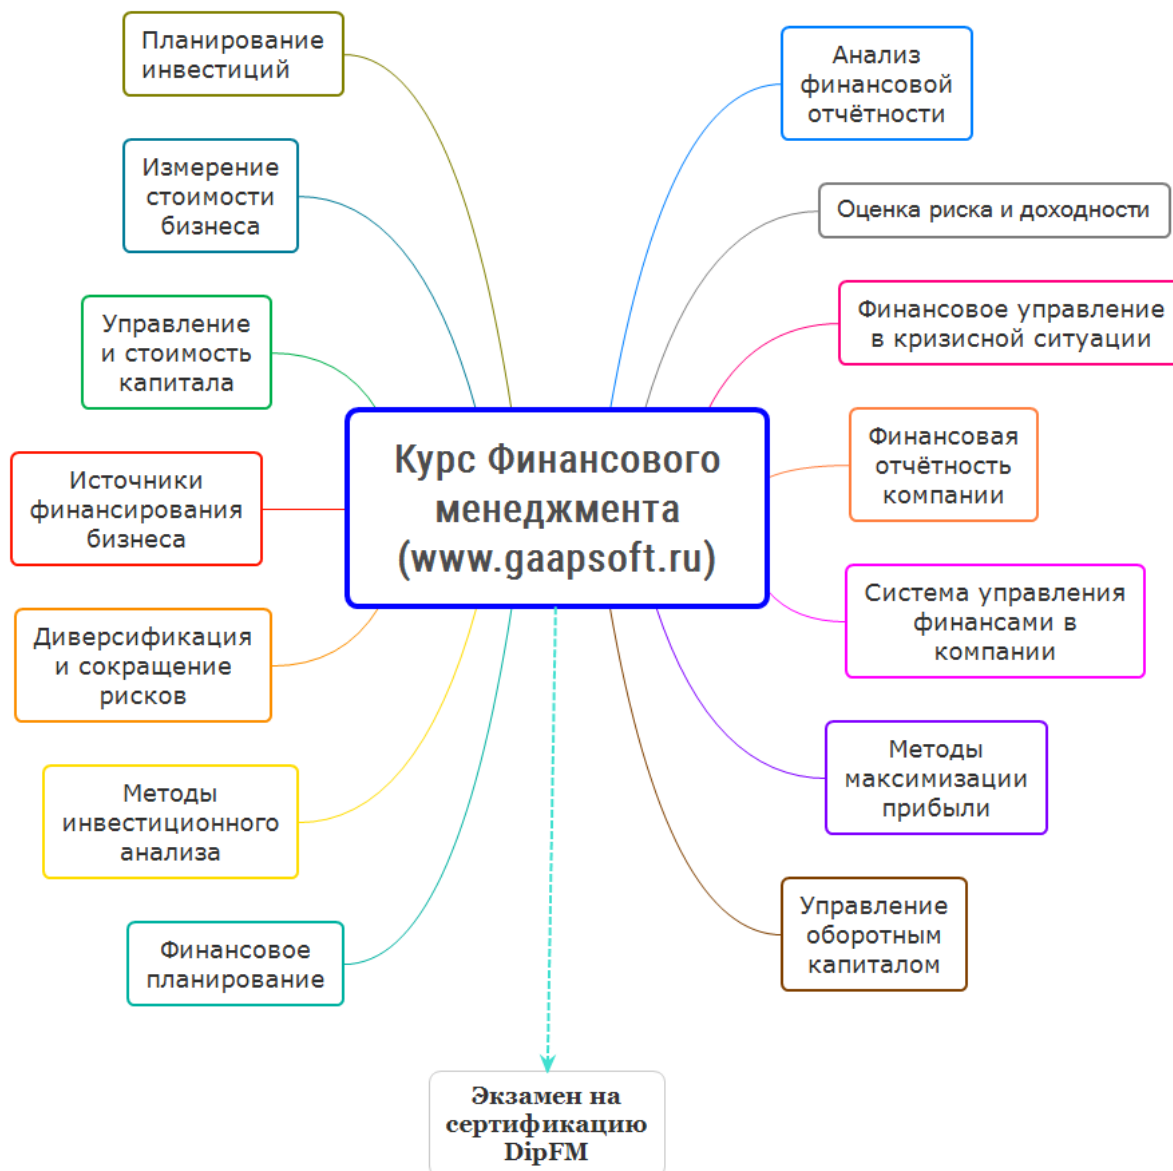 Планирование
инвестиций
Измерение
стоимости
бизнеса
Управление
и стоимость
капитала
Источники
финансирования
бизнеса
Диверсификация
и сокращение
рисков
Методы
инвестиционного
анализа
Финансовое
планирование
Курс Финансового
менеджмента
(www.gaapsoft.ru)
Анализ
финансовой
отчётности
Оценка риска и доходности
Финансовое управление
в кризисной ситуации
Финансовая
отчётность
компании
Система управления
финансами в
компании
Методы
максимизации
прибыли
Управление
оборотным
капиталом
Экзамен на
сертификацию
DipFM